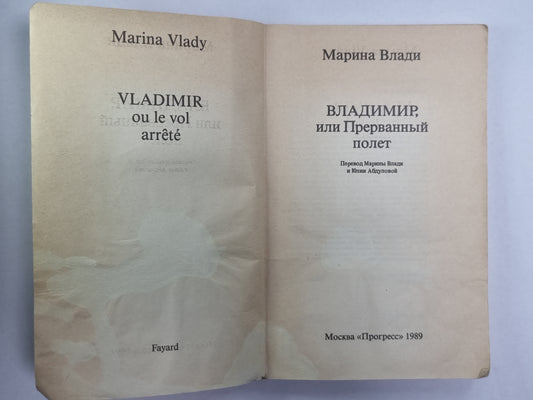 Marina Vlady
VLADIMIR
ou le vol
arrêté
Fayard
Марина Влади
ВЛАДИМИР,
или Прерванный
полет
Перевод Марины Влади
и Юлии Абдуловой
Москва «Прогресс» 1989